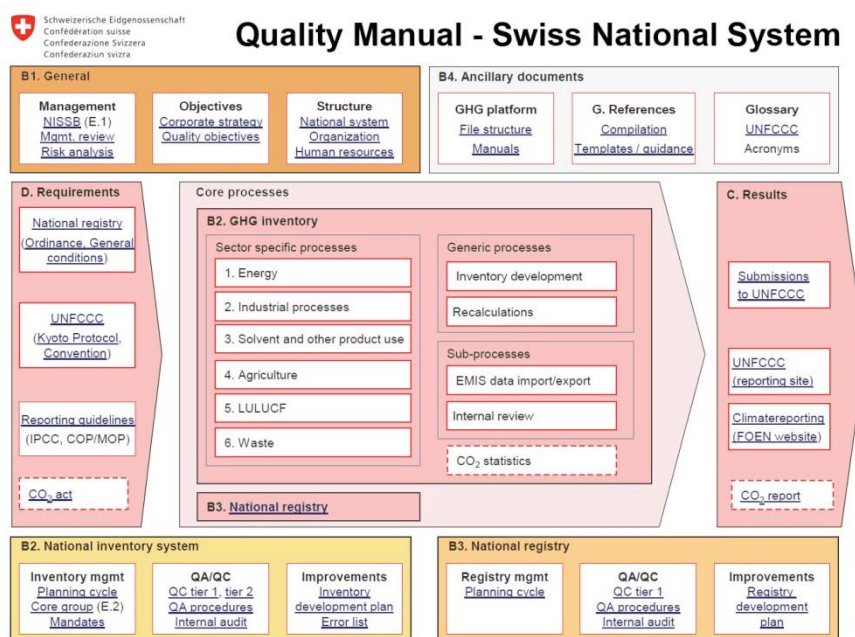 Schweizerische Eidgenossenschaft
Confédération suisse
Confederazione Svizzera
Confederaziun svizra
Quality Manual - Swiss National System
B1. General
Management
NISSB (E.1)
Mgmt. review
Risk analysis
Objectives
Corporate strategy
Quality objectives
Structure
National system
Organization
Human resources
B4. Ancillary documents
GHG platform
File structure
Manuals
G. References
Compilation
Templates / guidance
Glossary
UNFCCC
Acronyms
D. Requirements
National registry
(Ordinance, General
conditions)
UNFCCC
(Kyoto Protocol,
Convention)
Reporting guidelines
(IPCC, COP/MOP)
CO₂ act
Core processes
B2. GHG inventory
Sector specific processes
1. Energy
2. Industrial processes
3. Solvent and other product use
4. Agriculture
5. LULUCF
6. Waste
Generic processes
Inventory development
Recalculations
Sub-processes
EMIS data import/export
Internal review
CO₂ statistics
B3. National registry
C. Results
Submissions
to UNFCCC
UNFCCC
(reporting site)
Climatereporting
(FOEN website)
CO₂ report
B2. National inventory system
Inventory mgmt
Planning cycle
Core group (E.2)
Mandates
QA/QC
QC tier 1, tier 2
QA procedures
Internal audit
Improvements
Inventory
development plan
Error list
B3. National registry
Registry mgmt
Planning cycle
QA/QC
QC tier 1
QA procedures
Internal audit
Improvements
Registry
development
plan